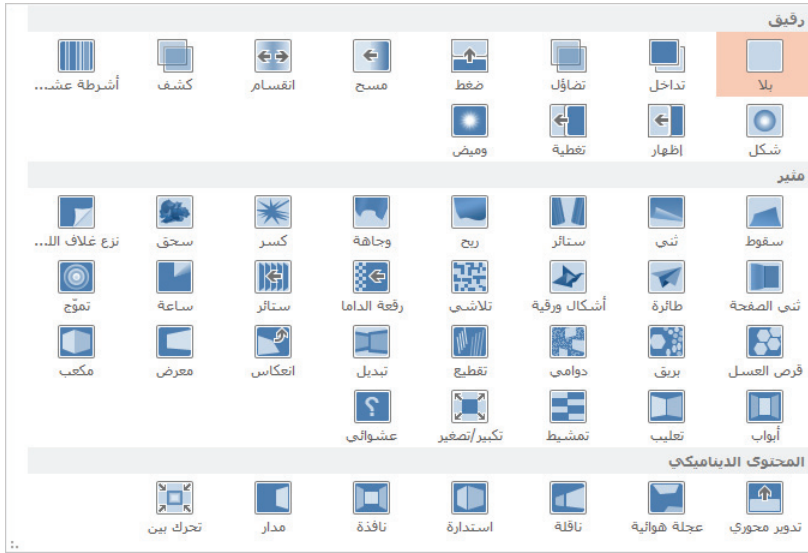 رقيق
بلا تداخل تضاؤل ضغط مسح انقسام كشف أشرطة عشـ...
شكل إظهار تغطية وميض
مثير
سقوط ثني ستائر ريح وجاهة كسر سحق نزع غلاف اللـ...
ثني الصفحة طائرة أشكال ورقية تلاشي رقعة الداما ستائر ساعة تموّج
قرص العسل بريق دوامي تقطيع تبديل انعكاس معرض مكعب
أبواب تعليب تمشيط تكبير/تصغير عشوائي
المحتوى الديناميكي
تدوير محوري عجلة هوائية ناقلة استدارة نافذة مدار تحرك بين